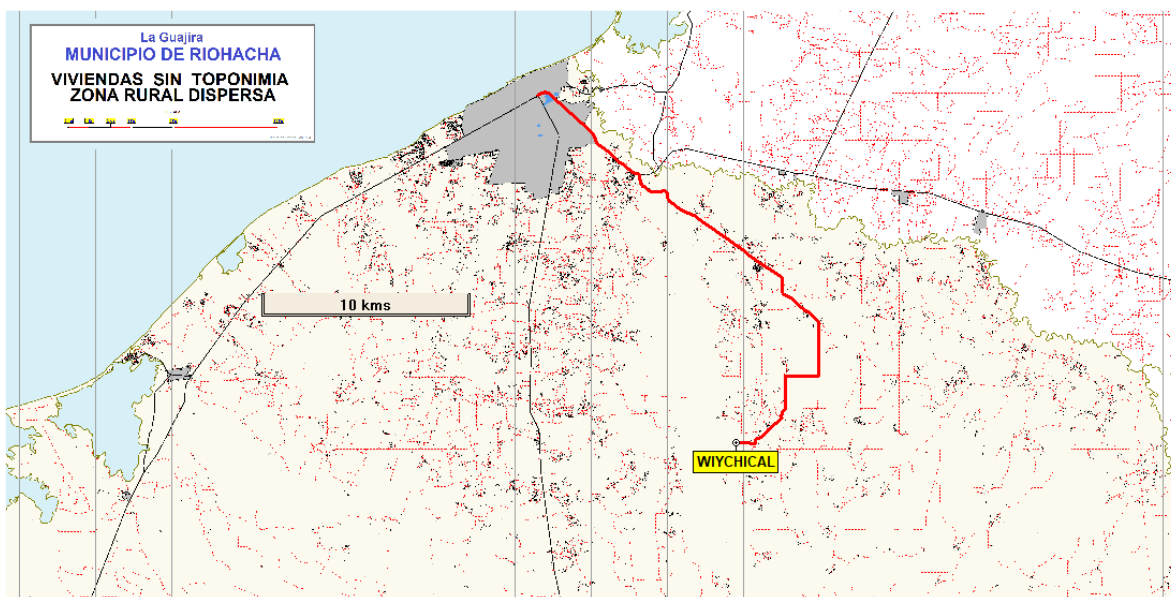 La Guajira
MUNICIPIO DE RIOHACHA
VIVIENDAS SIN TOPONIMIA
ZONA RURAL DISPERSA
10 kms
WIYCHICAL